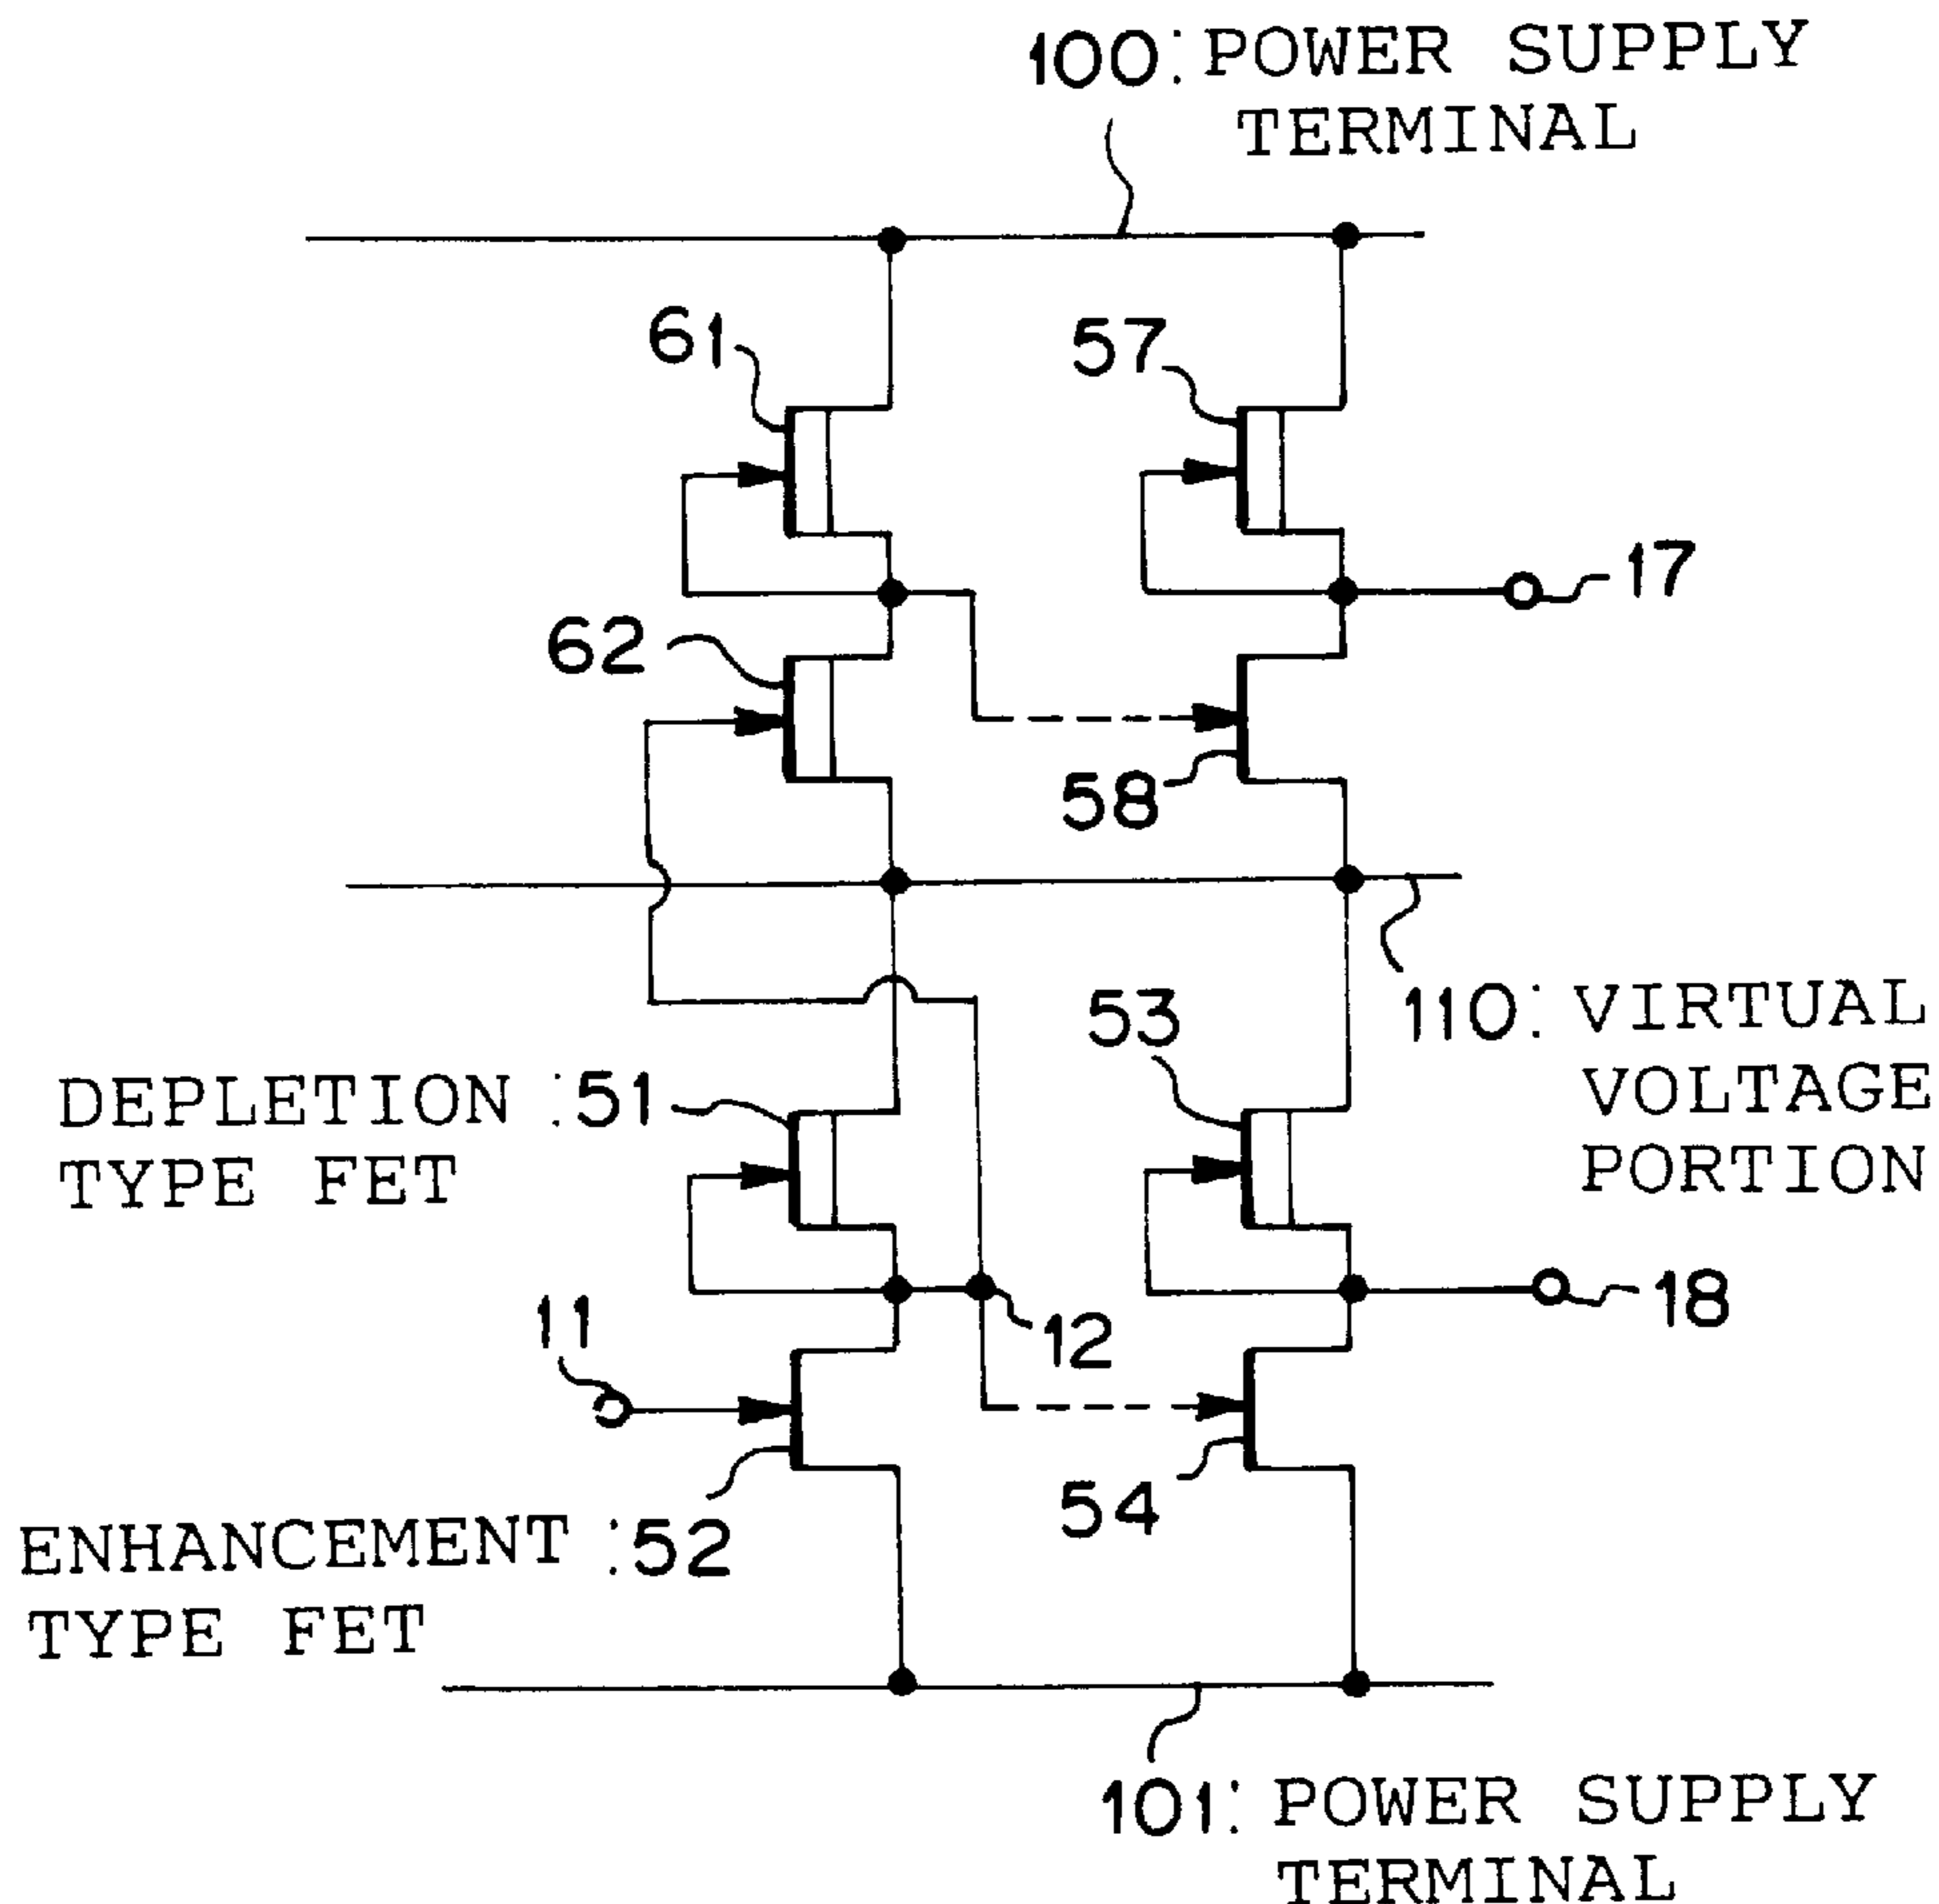 100: POWER SUPPLY
TERMINAL
61
57
17
62
58
53
110: VIRTUAL
VOLTAGE
PORTION
DEPLETION :51
TYPE FET
11
12
18
54
ENHANCEMENT :52
TYPE FET
101: POWER SUPPLY
TERMINAL